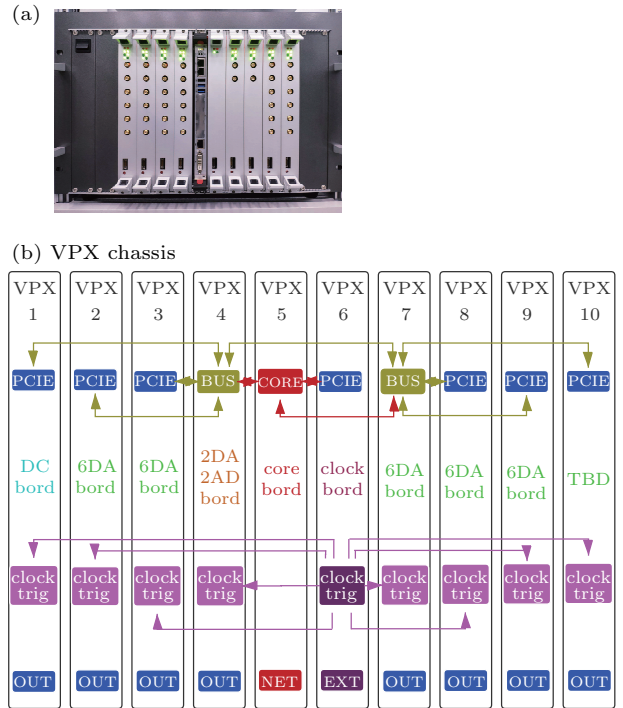 (a)
(b) VPX chassis
VPX VPX VPX VPX VPX VPX VPX VPX VPX VPX
1 2 3 4 5 6 7 8 9 10
PCIE PCIE PCIE BUS CORE PCIE BUS PCIE PCIE PCIE
DC bord
6DA bord
6DA bord
2DA 2AD bord
core bord
clock bord
6DA bord
6DA bord
6DA bord
TBD
clock trig
clock trig
clock trig
clock trig
clock trig
clock trig
clock trig
clock trig
clock trig
OUT OUT OUT OUT NET EXT OUT OUT OUT OUT